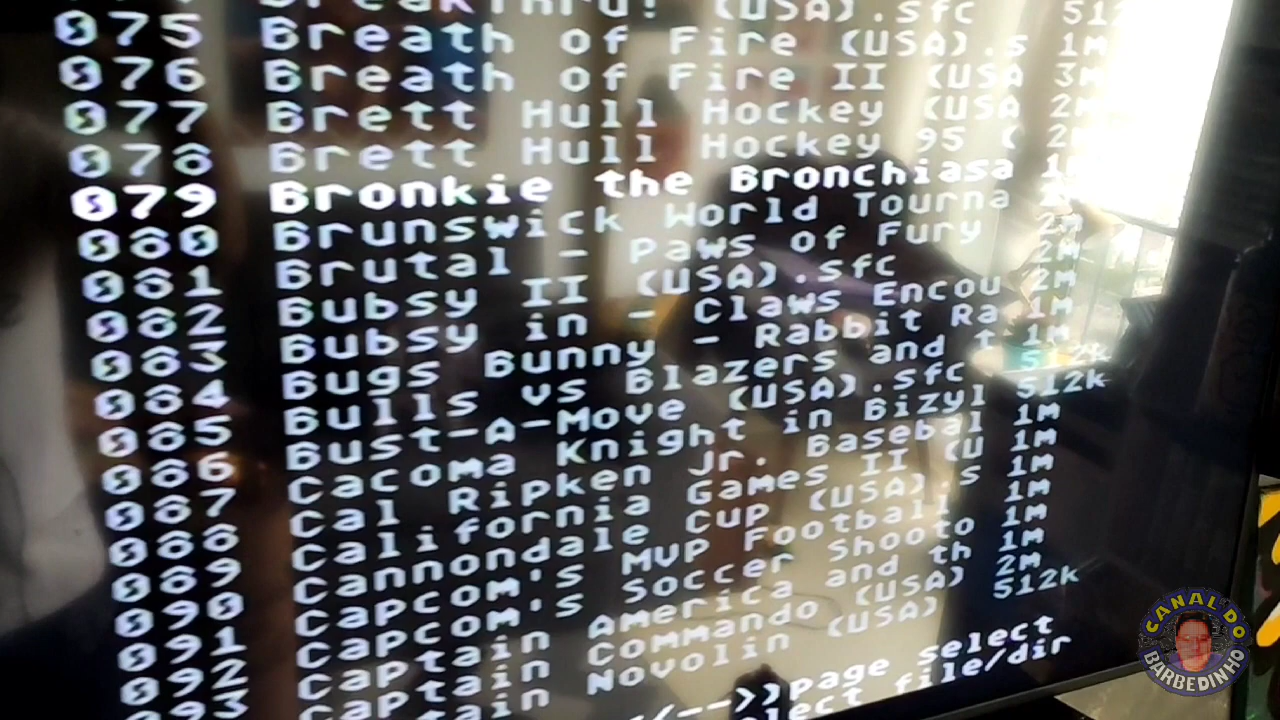 Breakthru! (USA).sfc 512
075 Breath of Fire (USA).s 1M
076 Breath of Fire II (USA 3M
077 Brett Hull Hockey (USA 2M
078 Brett Hull Hockey 95 ( 2
079 Bronkie the Bronchiasa 1
080 Brunswick World Tourna
081 Brutal - Paws of Fury 2M
082 Bubsy II (USA).sfc 2M
083 Bubsy in - Claws Encou 2M
084 Bugs Bunny - Rabbit Ra 1M
085 Bulls vs Blazers and t 1M
086 Bust-A-Move (USA).sfc 512k
087 Cacoma Knight in Bizyl 512k
088 Cal Ripken Jr. Basebal 1M
089 California Games II (U 1M
090 Cannondale Cup (USA) s 1M
091 Capcom's MVP Football 1M
092 Capcom's Soccer Shooto 1M
093 Captain America and th 1M
Captain Commando (USA) 2M
Captain Novolin (USA) 512k
-->)page select
file/dir
CANAL DO
BARBEDINHO